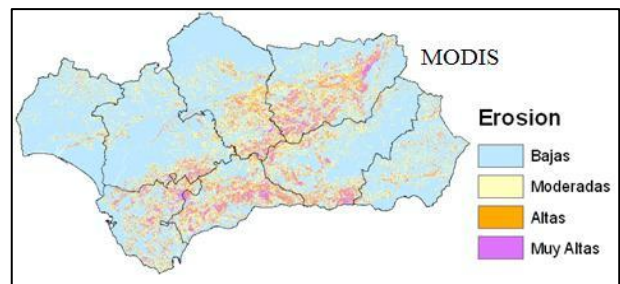 MODIS
Erosion
Bajas
Moderadas
Altas
Muy Altas